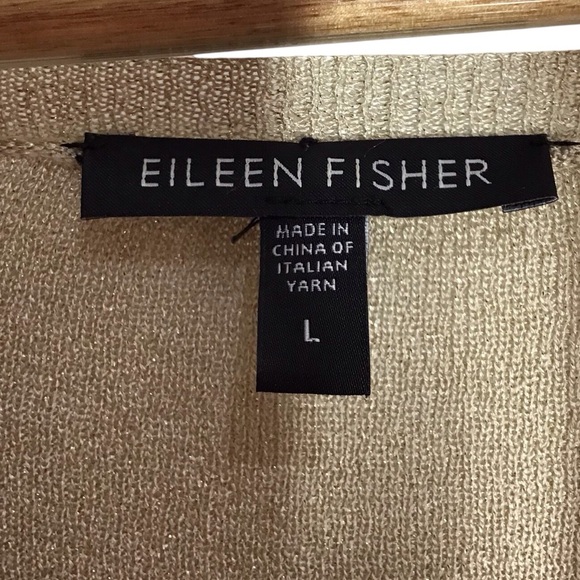 EILEEN FISHER
MADE IN
CHINA OF
ITALIAN
YARN
L